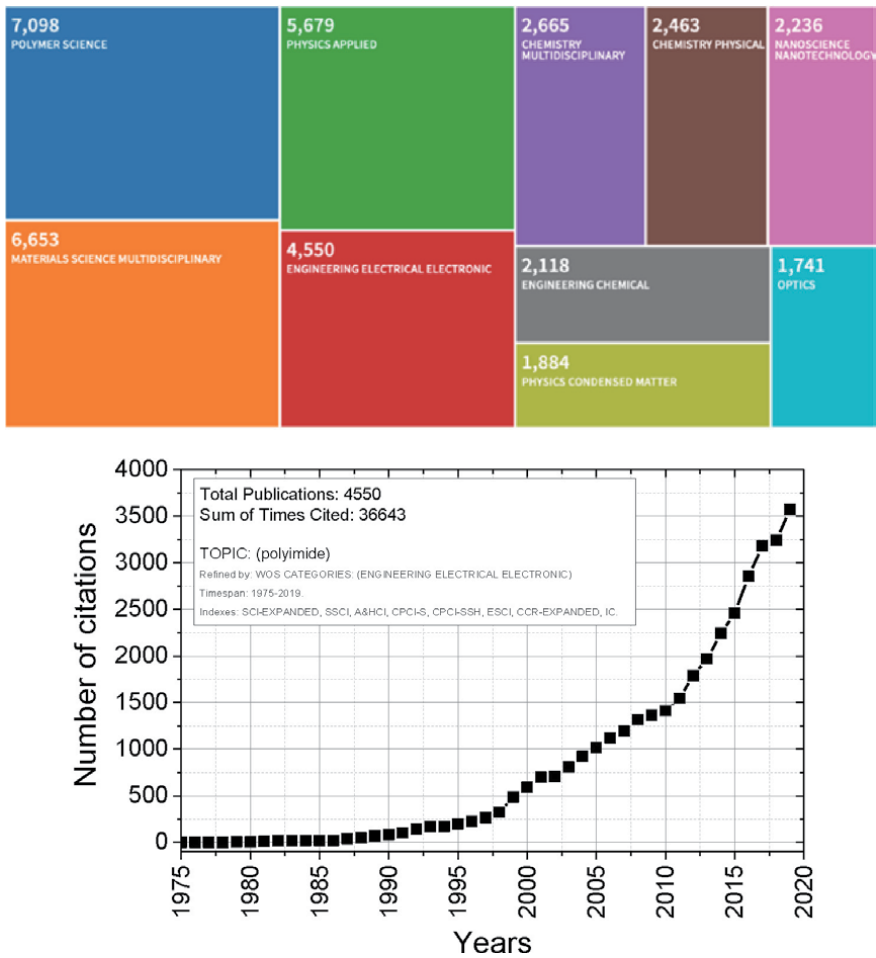 7,098
POLYMER SCIENCE
5,679
PHYSICS APPLIED
2,665
CHEMISTRY
MULTIDISCIPLINARY
2,463
CHEMISTRY PHYSICAL
2,236
NANOSCIENCE
NANOTECHNOLOGY
6,653
MATERIALS SCIENCE MULTIDISCIPLINARY
4,550
ENGINEERING ELECTRICAL ELECTRONIC
2,118
ENGINEERING CHEMICAL
1,741
OPTICS
1,884
PHYSICS CONDENSED MATTER
Number of citations
4000
3500
3000
2500
2000
1500
1000
500
0
Total Publications: 4550
Sum of Times Cited: 36643
TOPIC: (polyimide)
Refined by: WOS CATEGORIES: (ENGINEERING ELECTRICAL ELECTRONIC)
Timespan: 1975-2019.
Indexes: SCI-EXPANDED, SSCI, A&HCI, CPCI-S, CPCI-SSH, ESCI, CCR-EXPANDED, IC.
1975
1980
1985
1990
1995
2000
2005
2010
2015
2020
Years